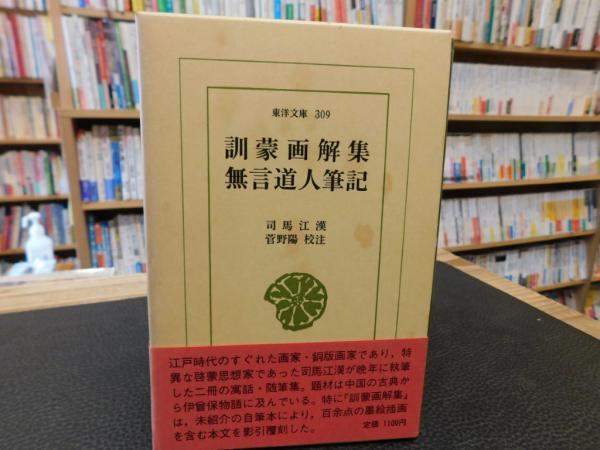 東洋文庫 309
訓蒙画解集
無言道人筆記
司馬江漢
菅野陽 校注
江戸時代のすぐれた画家・銅版画家であり，特
異な啓蒙思想家であった司馬江漢が晩年に執筆
した二冊の寓話・随筆集。題材は中国の古典か
ら伊曾保物語に及んでいる。特に「訓蒙画解集」
は，未紹介の自筆本により，百余点の墨絵挿画
を含む本文を影引覆刻した。
定価 1100円